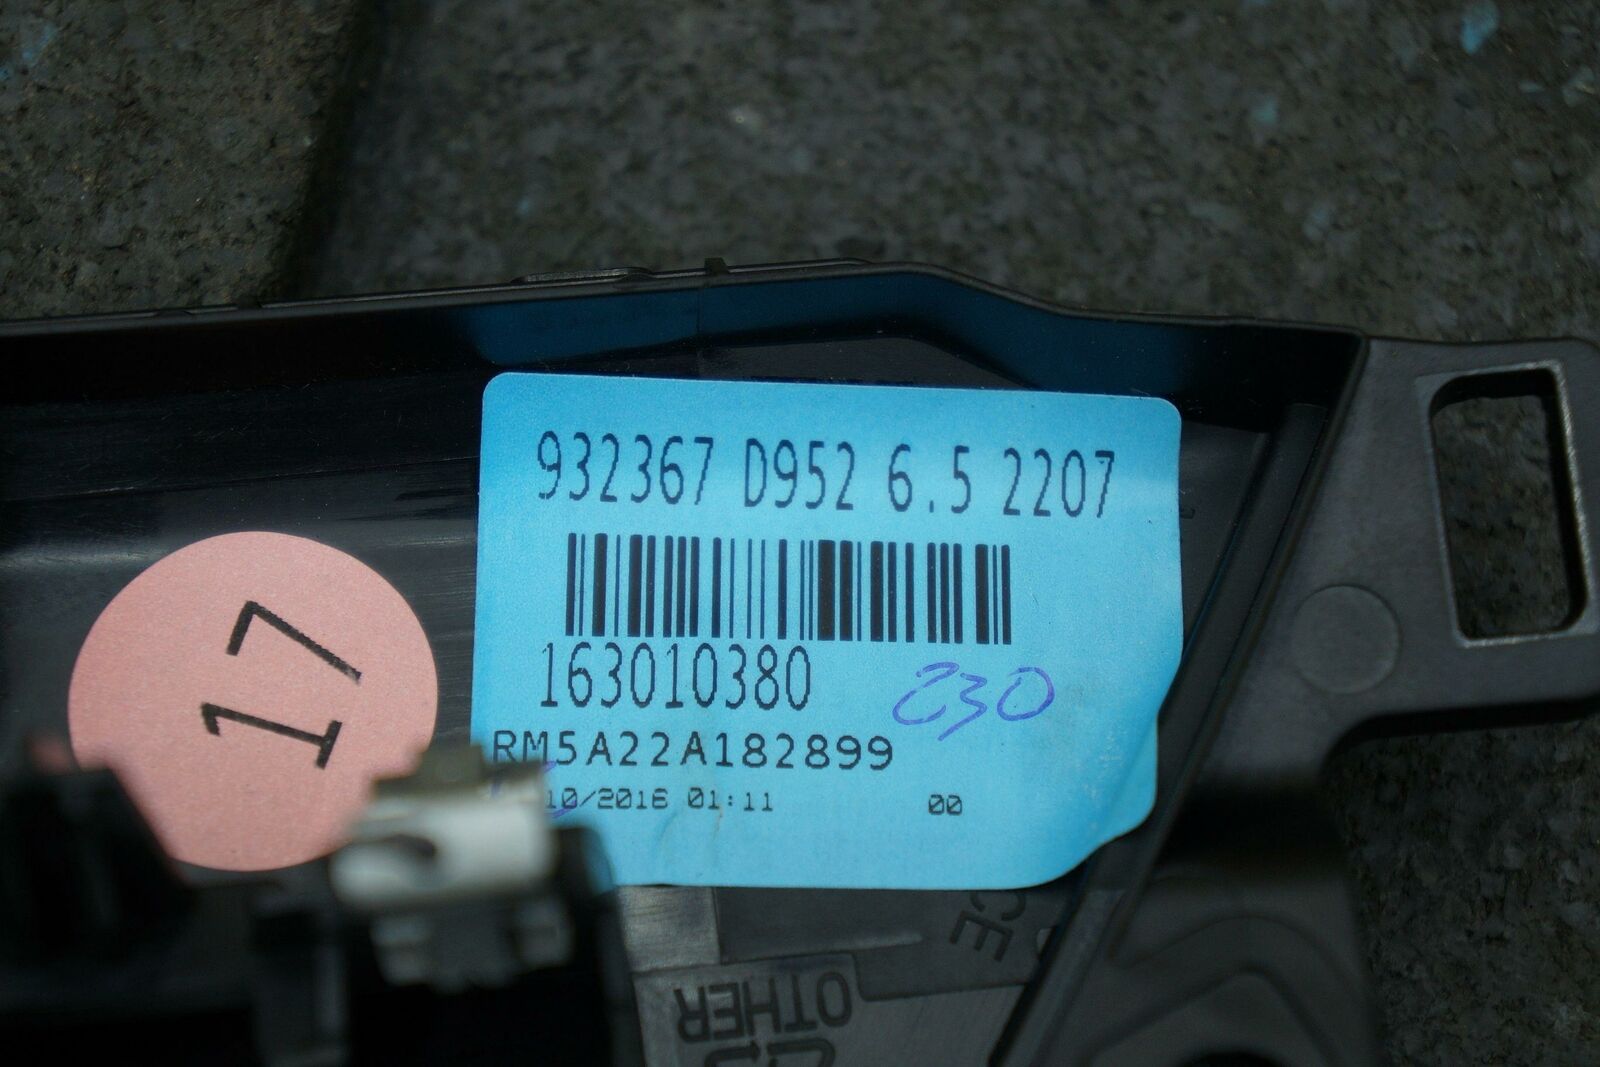 932367 D952 6.5 2207
163010380
230
RM5A22A182899
10/2016 01:11 00
17
CE
OTHER